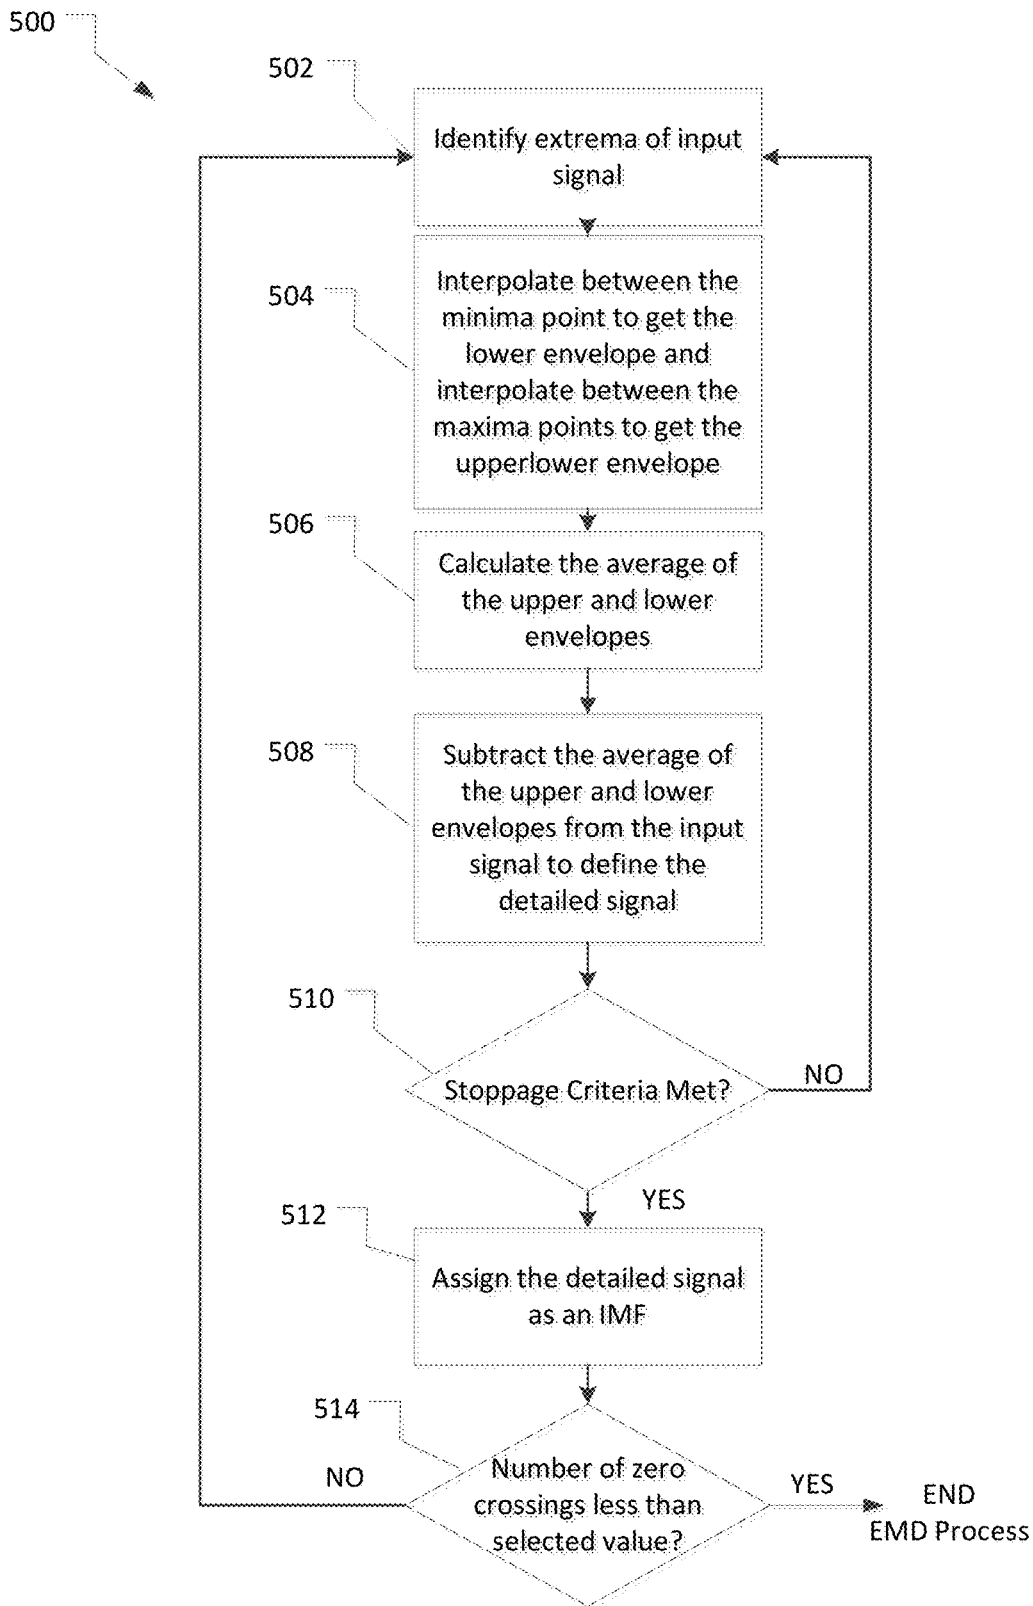 500
502
Identify extrema of input
signal
504
Interpolate between the
minima point to get the
lower envelope and
interpolate between the
maxima points to get the
upperlower envelope
506
Calculate the average of
the upper and lower
envelopes
508
Subtract the average of
the upper and lower
envelopes from the input
signal to define the
detailed signal
510
Stoppage Criteria Met?
NO
YES
512
Assign the detailed signal
as an IMF
514
NO
Number of zero
crossings less than
selected value?
YES
END
EMD Process